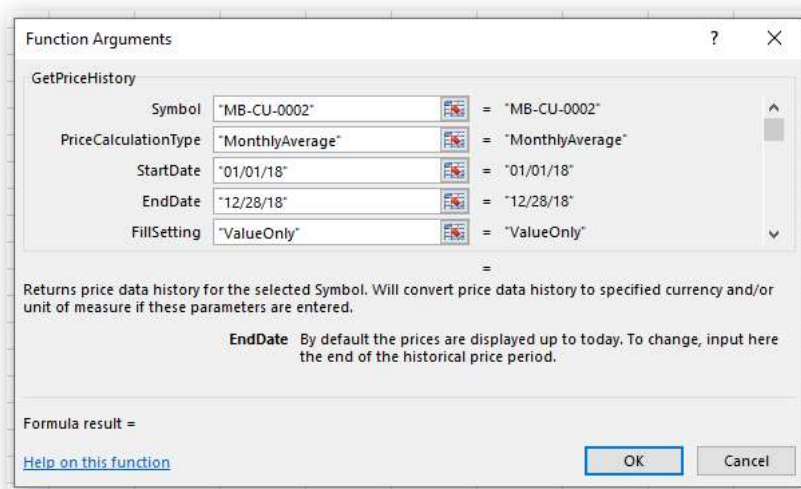 Function Arguments ? ×
GetPriceHistory
Symbol "MB-CU-0002" = "MB-CU-0002"
PriceCalculationType "MonthlyAverage" = "MonthlyAverage"
StartDate "01/01/18" = "01/01/18"
EndDate "12/28/18" = "12/28/18"
FillSetting "ValueOnly" = "ValueOnly"
=
Returns price data history for the selected Symbol. Will convert price data history to specified currency and/or
unit of measure if these parameters are entered.
EndDate By default the prices are displayed up to today. To change, input here
the end of the historical price period.
Formula result =
Help on this function OK Cancel